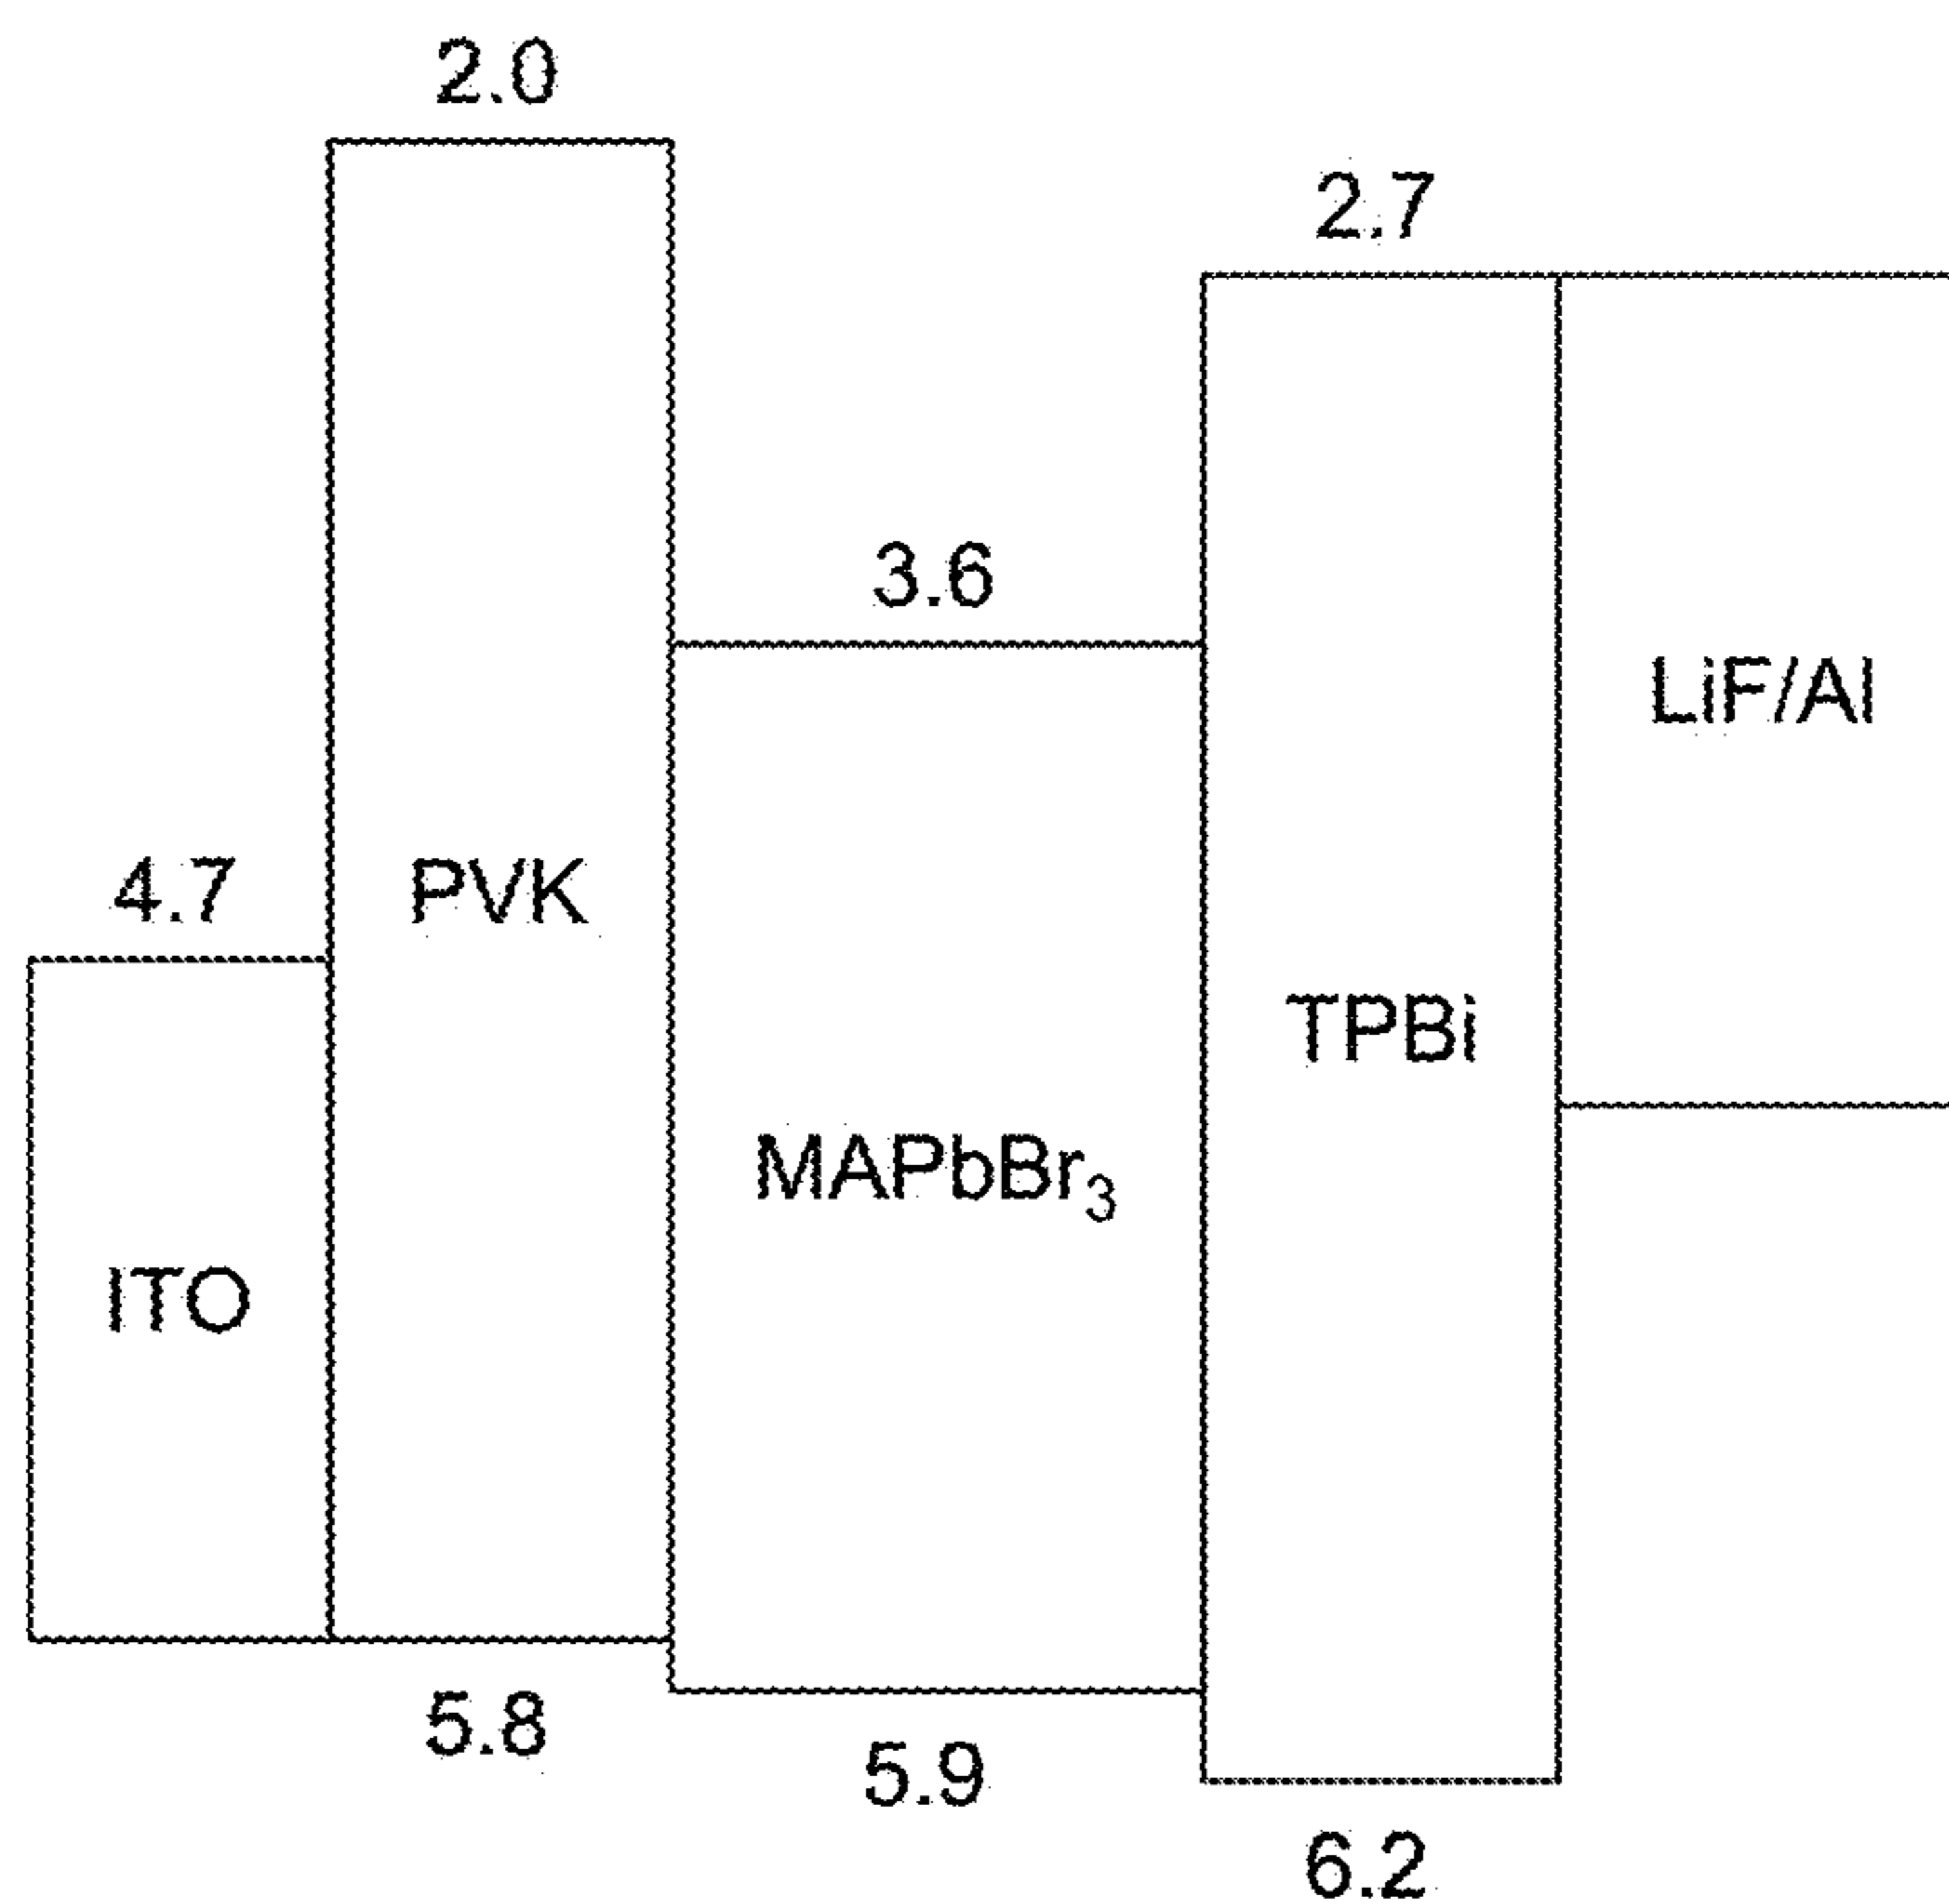 2.0
2.7
3.6
LiF/Al
4.7
PVK
TPBi
MAPbBr₃
ITO
5.8
5.9
6.2